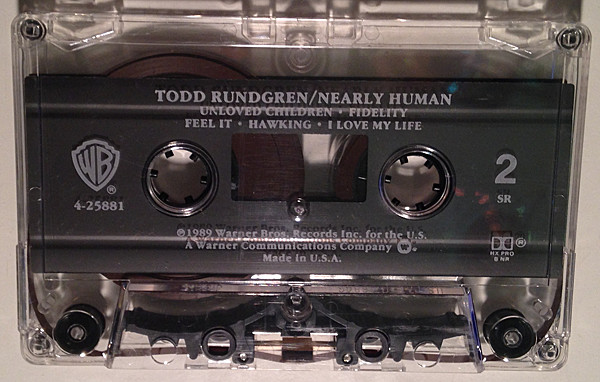 TODD RUNDGREN/NEARLY HUMAN
UNLOVED CHILDREN • FIDELITY
FEEL IT • HAWKING • I LOVE MY LIFE
WB
®
4-25881
2
SR
℗©1989 Warner Bros. Records Inc. for the U.S.
A Warner Communications Company ®.
Made in U.S.A.
®
HX PRO
B NR